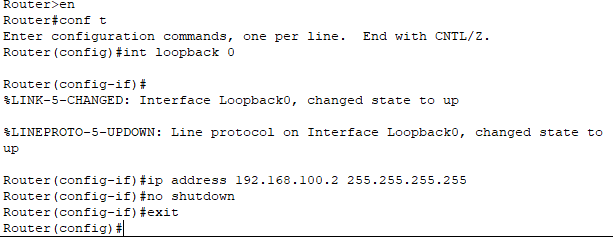 Router>en
Router#conf t
Enter configuration commands, one per line.  End with CNTL/Z.
Router(config)#int loopback 0
Router(config-if)#
%LINK-5-CHANGED: Interface Loopback0, changed state to up
%LINEPROTO-5-UPDOWN: Line protocol on Interface Loopback0, changed state to
up
Router(config-if)#ip address 192.168.100.2 255.255.255.255
Router(config-if)#no shutdown
Router(config-if)#exit
Router(config)#